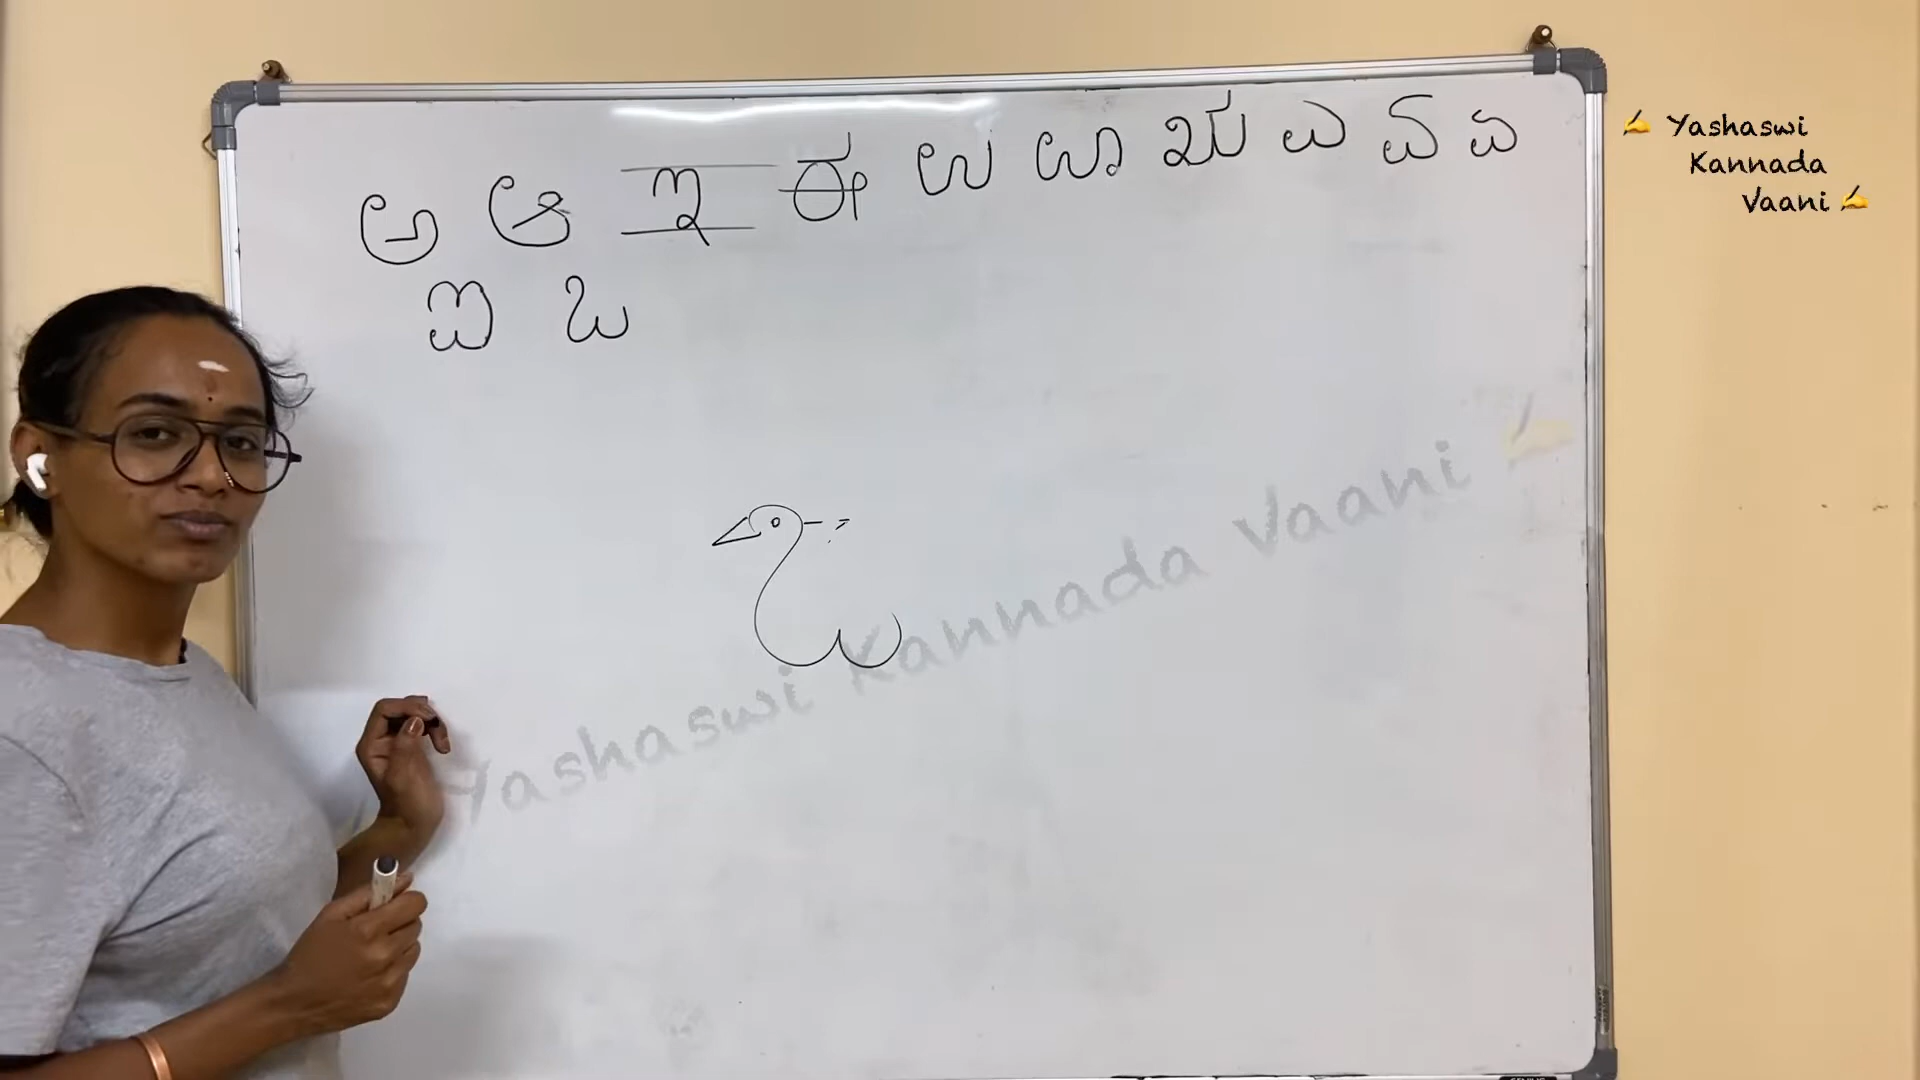 ಅ ಆ ಇ ಈ ಉ ಊ ಋ ಎ ಏ ಏ
ಐ ಒ
✍️ Yashaswi
Kannada
Vaani ✍️
Yashaswi Kannada Vaani ✍️